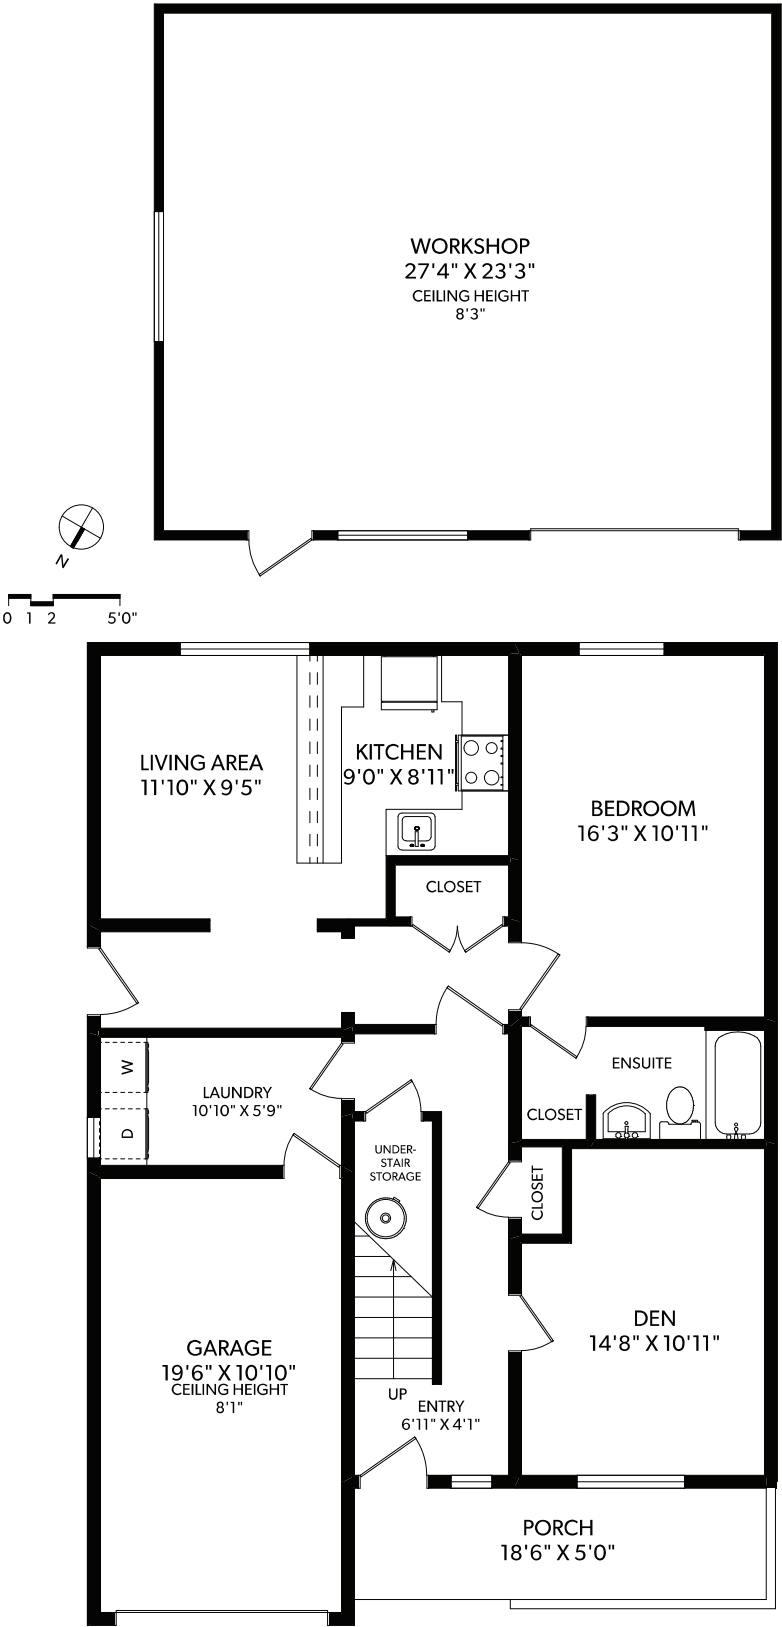 WORKSHOP
27'4" X 23'3"
CEILING HEIGHT
8'3"
N
0 1 2 5'0"
LIVING AREA
11'10" X 9'5"
KITCHEN
9'0" X 8'11"
BEDROOM
16'3" X 10'11"
CLOSET
W
D
LAUNDRY
10'10" X 5'9"
ENSUITE
CLOSET
UNDER-
STAIR
STORAGE
CLOSET
DEN
14'8" X 10'11"
GARAGE
19'6" X 10'10"
CEILING HEIGHT
8'1"
UP
ENTRY
6'11" X 4'1"
PORCH
18'6" X 5'0"